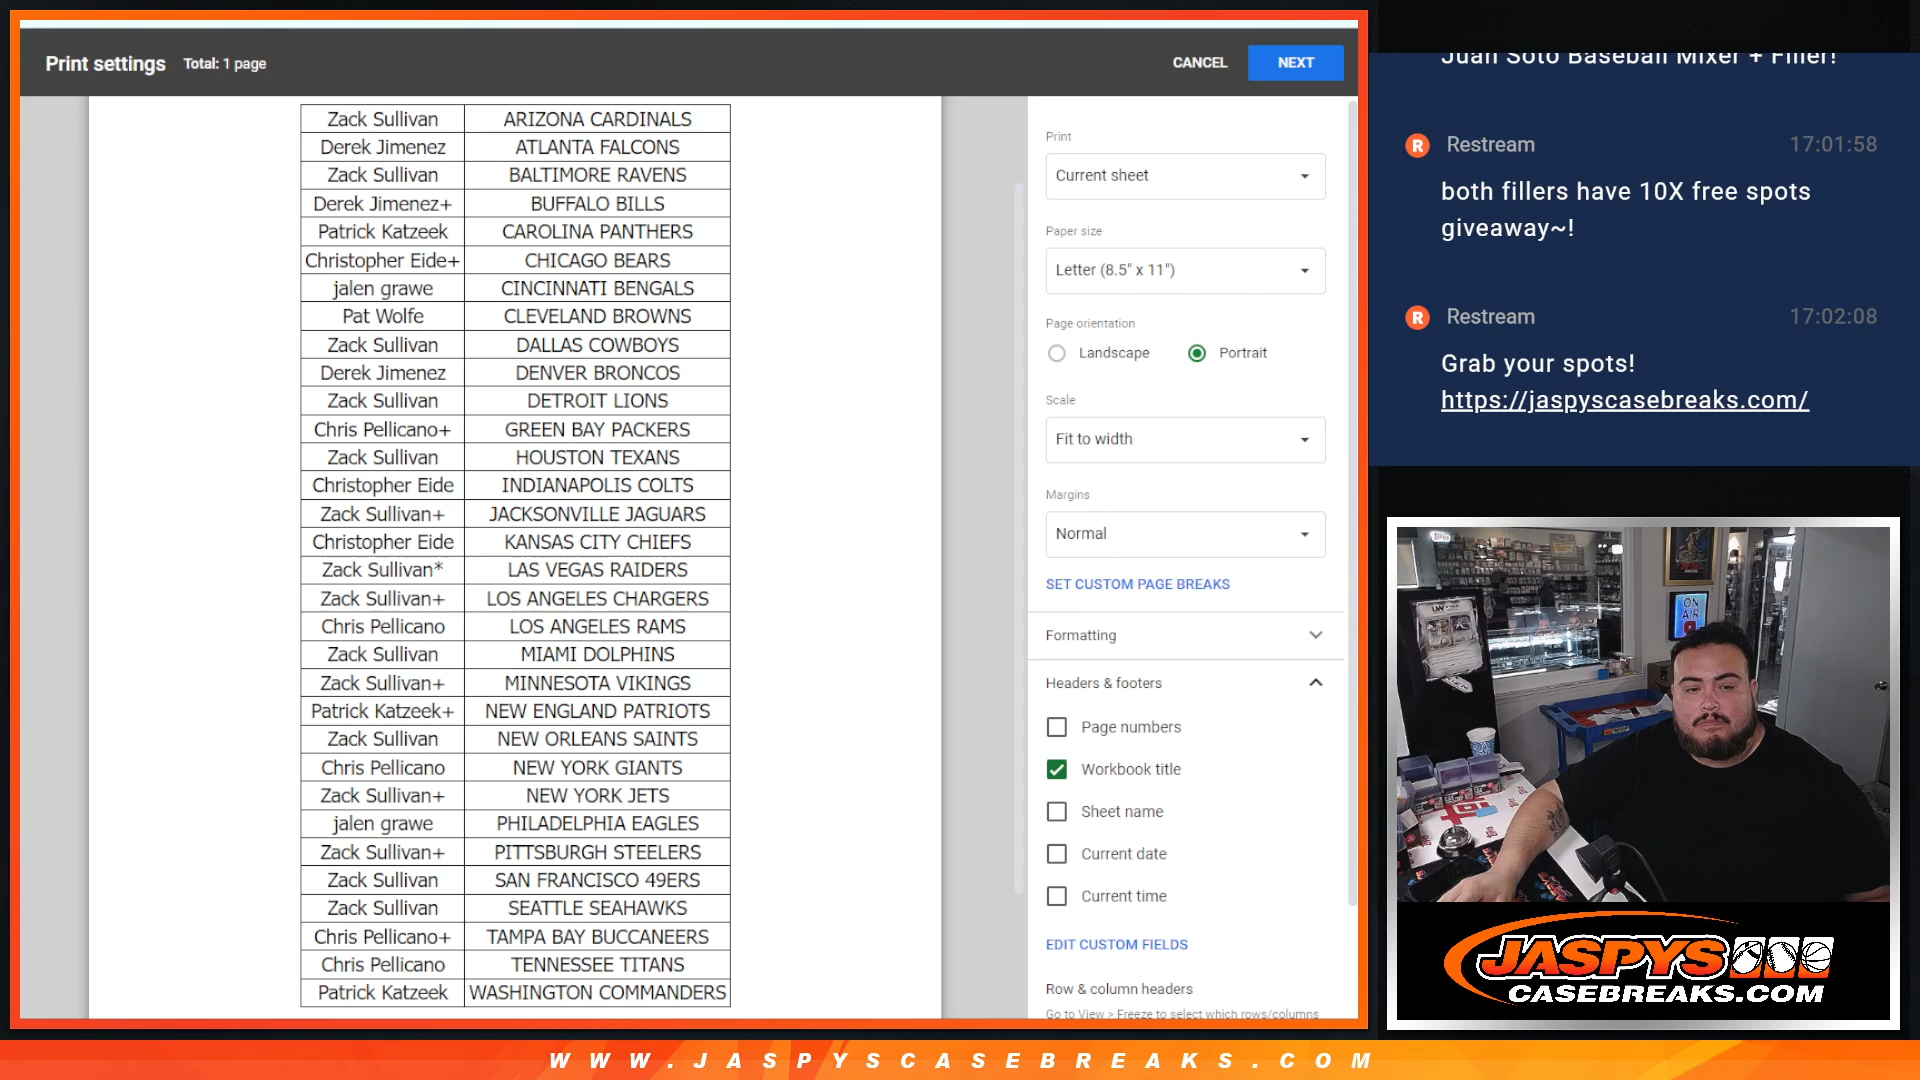 Print settings Total: 1 page CANCEL NEXT
Zack Sullivan ARIZONA CARDINALS
Derek Jimenez ATLANTA FALCONS
Zack Sullivan BALTIMORE RAVENS
Derek Jimenez+ BUFFALO BILLS
Patrick Katzeek CAROLINA PANTHERS
Christopher Eide+ CHICAGO BEARS
jalen grawe CINCINNATI BENGALS
Pat Wolfe CLEVELAND BROWNS
Zack Sullivan DALLAS COWBOYS
Derek Jimenez DENVER BRONCOS
Zack Sullivan DETROIT LIONS
Chris Pellicano+ GREEN BAY PACKERS
Zack Sullivan HOUSTON TEXANS
Christopher Eide INDIANAPOLIS COLTS
Zack Sullivan+ JACKSONVILLE JAGUARS
Christopher Eide KANSAS CITY CHIEFS
Zack Sullivan* LAS VEGAS RAIDERS
Zack Sullivan+ LOS ANGELES CHARGERS
Chris Pellicano LOS ANGELES RAMS
Zack Sullivan MIAMI DOLPHINS
Zack Sullivan+ MINNESOTA VIKINGS
Patrick Katzeek+ NEW ENGLAND PATRIOTS
Zack Sullivan NEW ORLEANS SAINTS
Chris Pellicano NEW YORK GIANTS
Zack Sullivan+ NEW YORK JETS
jalen grawe PHILADELPHIA EAGLES
Zack Sullivan+ PITTSBURGH STEELERS
Zack Sullivan SAN FRANCISCO 49ERS
Zack Sullivan SEATTLE SEAHAWKS
Chris Pellicano+ TAMPA BAY BUCCANEERS
Chris Pellicano TENNESSEE TITANS
Patrick Katzeek WASHINGTON COMMANDERS
Print
Current sheet
Paper size
Letter (8.5" x 11")
Page orientation
Landscape Portrait
Scale
Fit to width
Margins
Normal
SET CUSTOM PAGE BREAKS
Formatting
Headers & footers
Page numbers
Workbook title
Sheet name
Current date
Current time
EDIT CUSTOM FIELDS
Row & column headers
Go to View > Freeze to select which rows/columns
Juan Soto Baseball Mixer + Filler!
R Restream 17:01:58
both fillers have 10X free spots
giveaway~!
R Restream 17:02:08
Grab your spots!
https://jaspyscasebreaks.com/
ON
AIR
JASPYS
CASEBREAKS.COM
WWW.JASPYSCASEBREAKS.COM